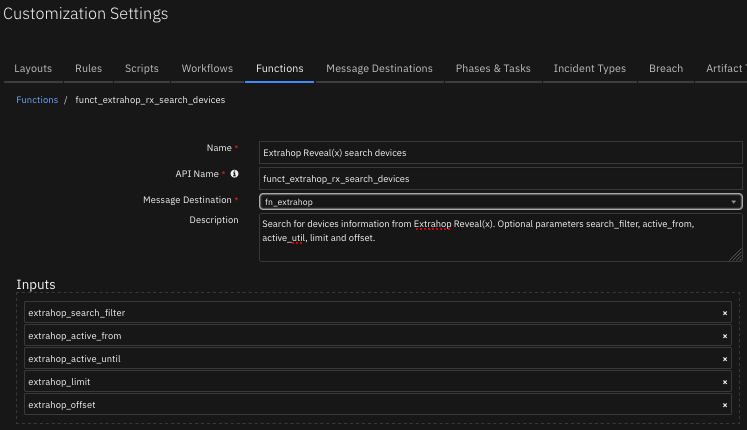 Customization Settings
Layouts Rules Scripts Workflows Functions Message Destinations Phases & Tasks Incident Types Breach Artifact
Functions / funct_extrahop_rx_search_devices
Name * Extrahop Reveal(x) search devices
API Name * funct_extrahop_rx_search_devices
Message Destination * fn_extrahop
Description Search for devices information from Extrahop Reveal(x). Optional parameters search_filter, active_from,
active_util, limit and offset.
Inputs
extrahop_search_filter ×
extrahop_active_from ×
extrahop_active_until ×
extrahop_limit ×
extrahop_offset ×